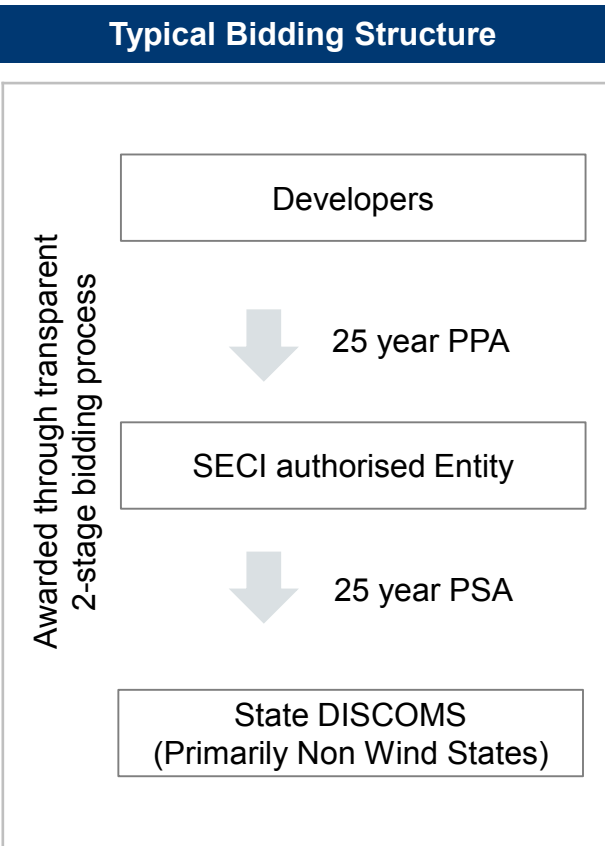 Typical Bidding Structure
Awarded through transparent
2-stage bidding process
Developers
25 year PPA
SECI authorised Entity
25 year PSA
State DISCOMS
(Primarily Non Wind States)